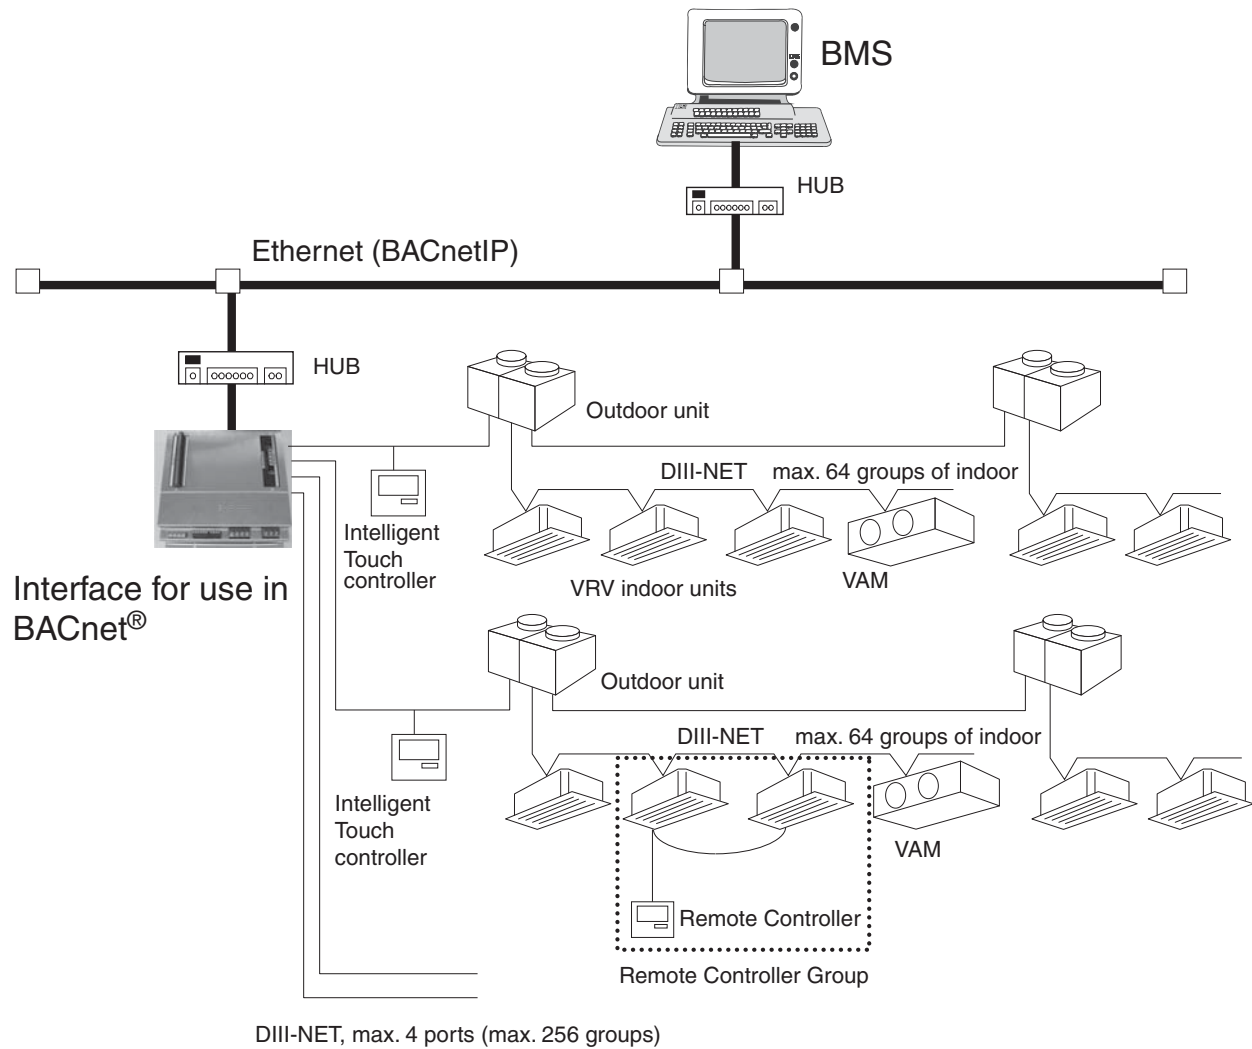 BMS
HUB
Ethernet (BACnetIP)
HUB
Outdoor unit
DIII-NET max. 64 groups of indoor
Intelligent
Touch
controller
VRV indoor units
VAM
Interface for use in
BACnet®
Outdoor unit
DIII-NET max. 64 groups of indoor
Intelligent
Touch
controller
VAM
Remote Controller
Remote Controller Group
DIII-NET, max. 4 ports (max. 256 groups)